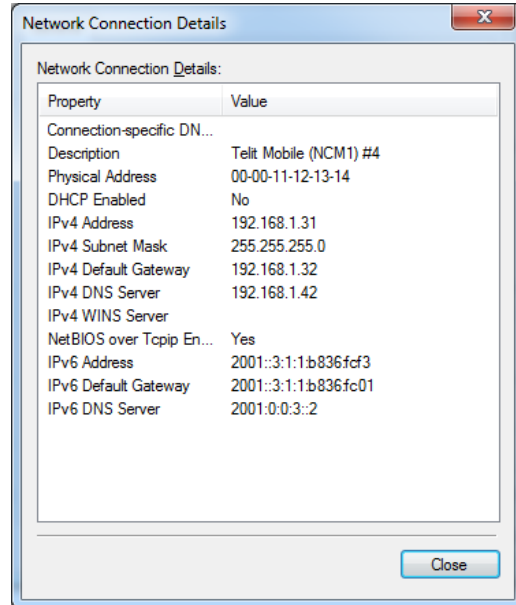 Network Connection Details
Network Connection Details:
Property Value
Connection-specific DN...
Description Telit Mobile (NCM1) #4
Physical Address 00-00-11-12-13-14
DHCP Enabled No
IPv4 Address 192.168.1.31
IPv4 Subnet Mask 255.255.255.0
IPv4 Default Gateway 192.168.1.32
IPv4 DNS Server 192.168.1.42
IPv4 WINS Server
NetBIOS over Tcpip En... Yes
IPv6 Address 2001::3:1:1:b836:fcf3
IPv6 Default Gateway 2001::3:1:1:b836:fc01
IPv6 DNS Server 2001:0:0:3::2
Close